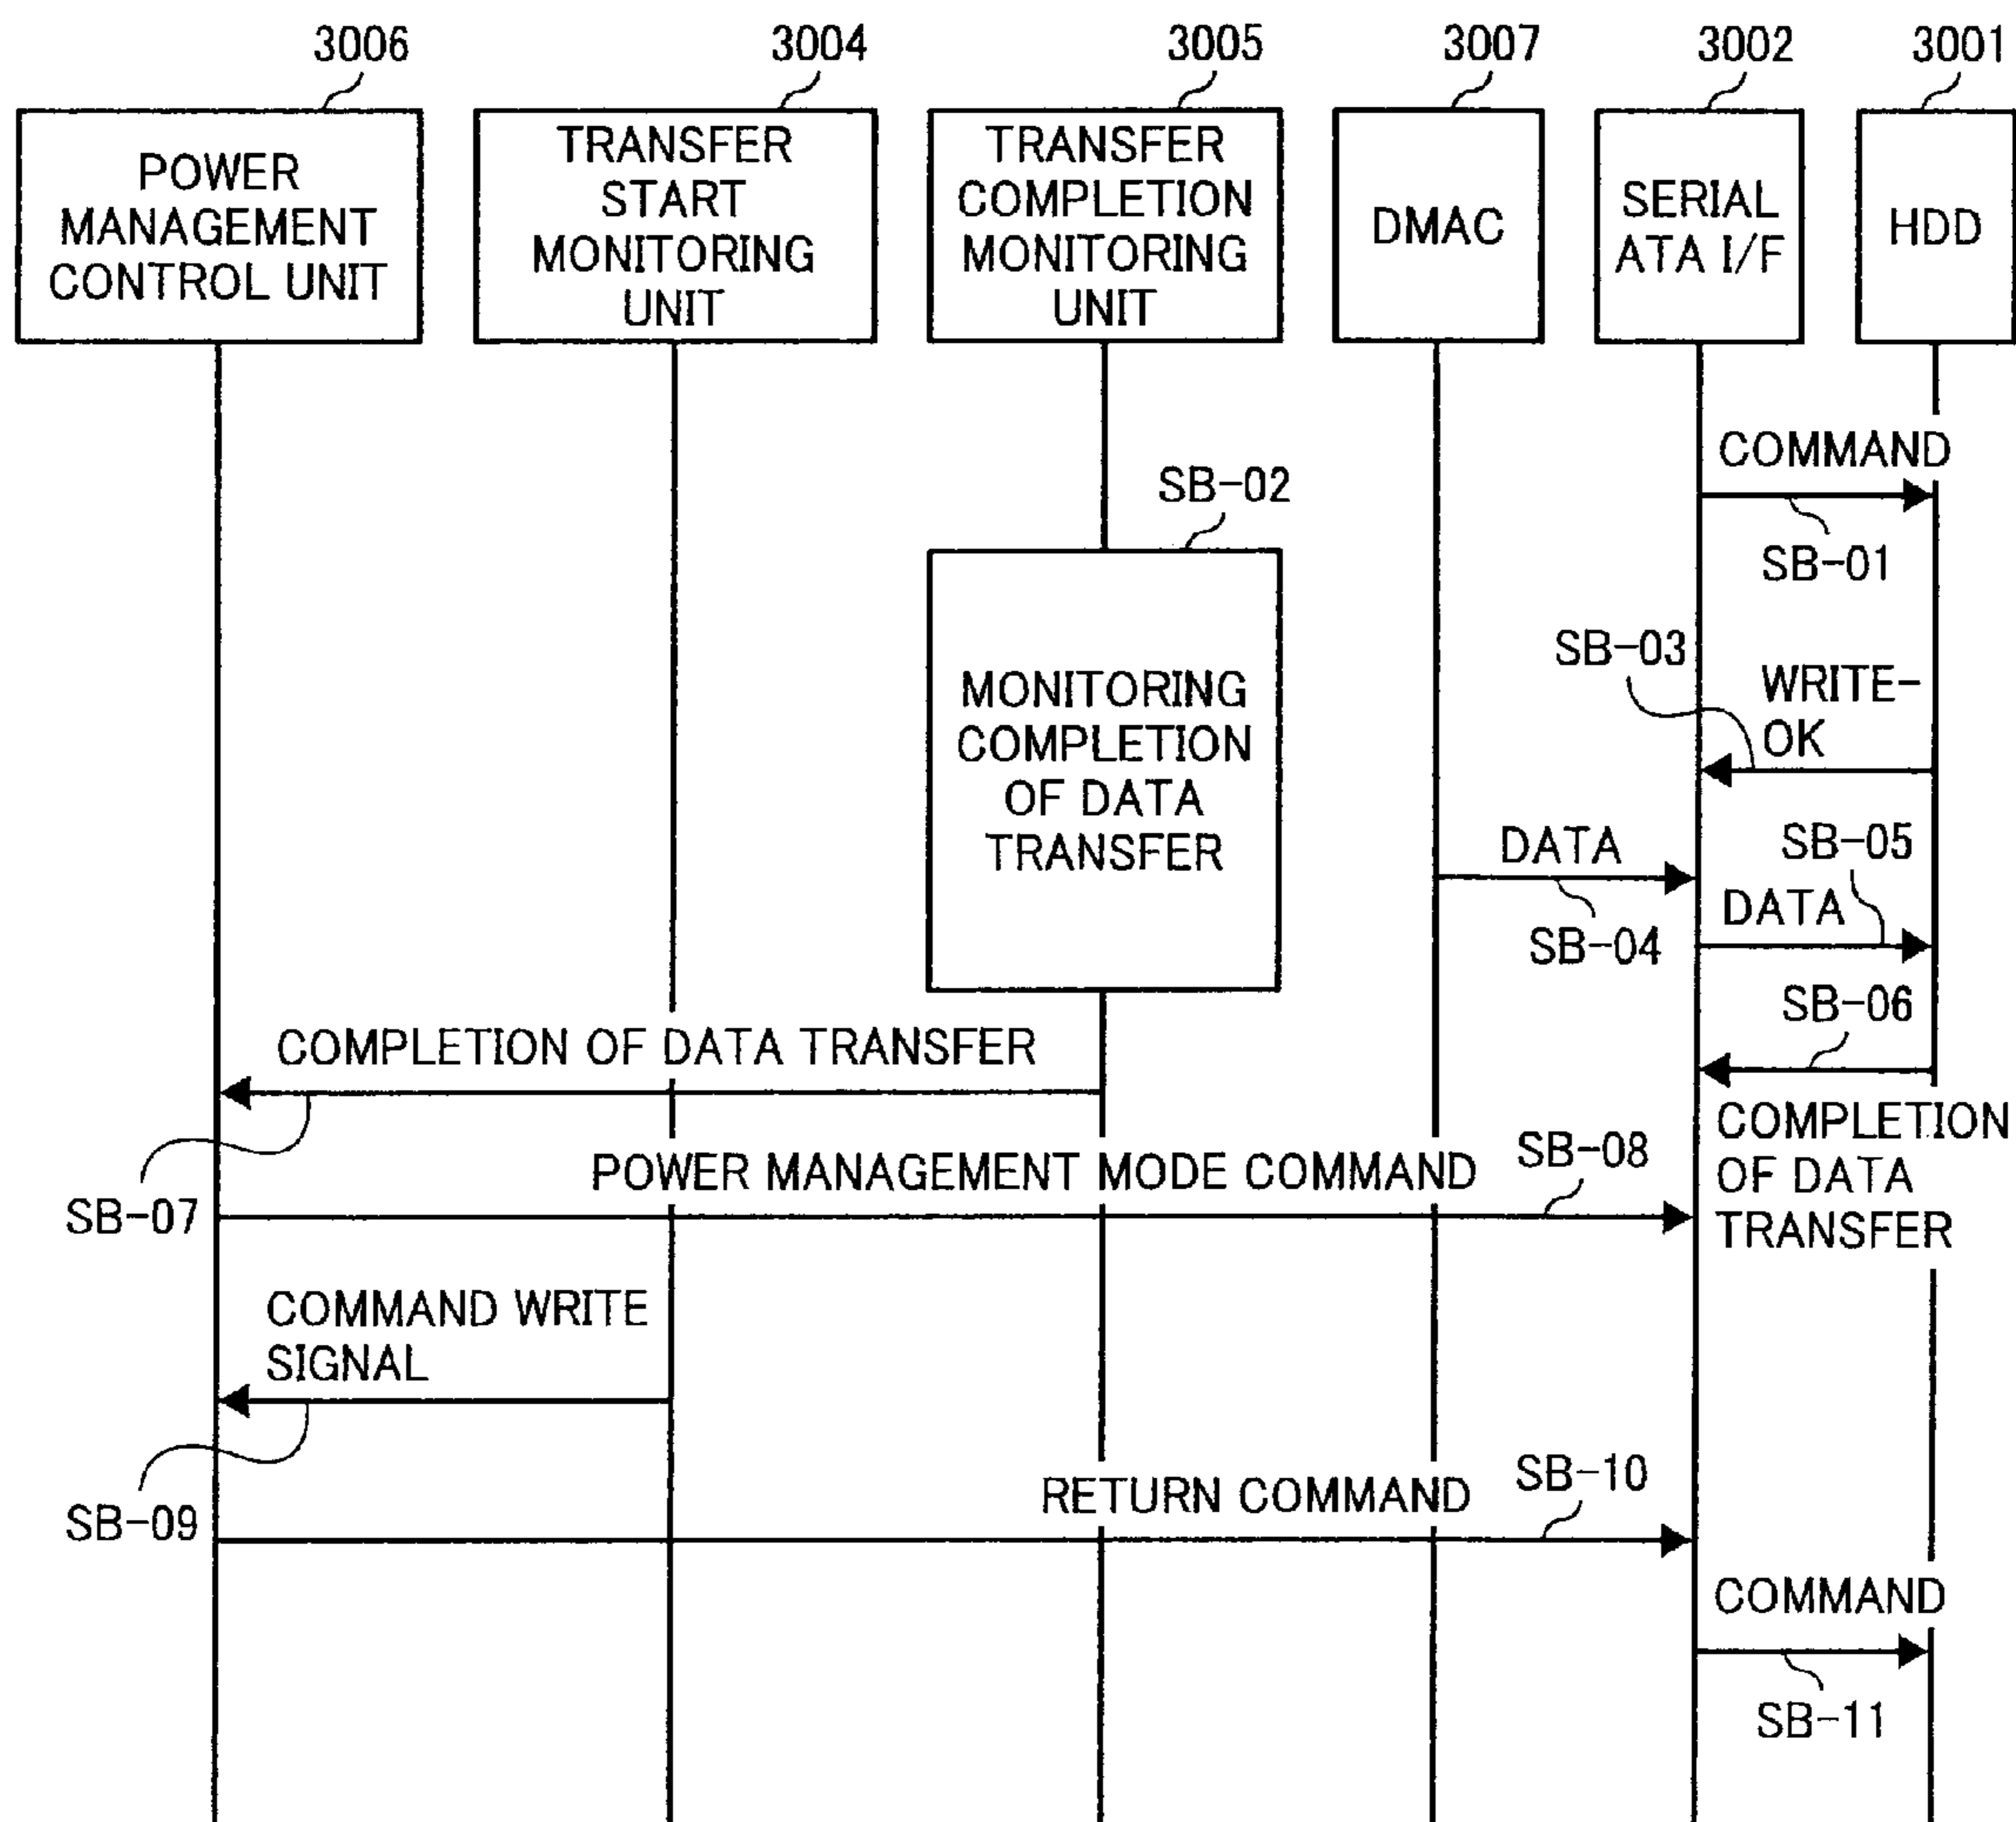 3006
3004
3005
3007
3002
3001
POWER
MANAGEMENT
CONTROL UNIT
TRANSFER
START
MONITORING
UNIT
TRANSFER
COMPLETION
MONITORING
UNIT
DMAC
SERIAL
ATA I/F
HDD
COMMAND
SB-01
SB-02
MONITORING
COMPLETION
OF DATA
TRANSFER
SB-03
WRITE-
OK
DATA
SB-04
SB-05
DATA
SB-06
COMPLETION
OF DATA
TRANSFER
COMPLETION OF DATA TRANSFER
SB-07
POWER MANAGEMENT MODE COMMAND
SB-08
COMMAND WRITE
SIGNAL
SB-09
RETURN COMMAND
SB-10
COMMAND
SB-11